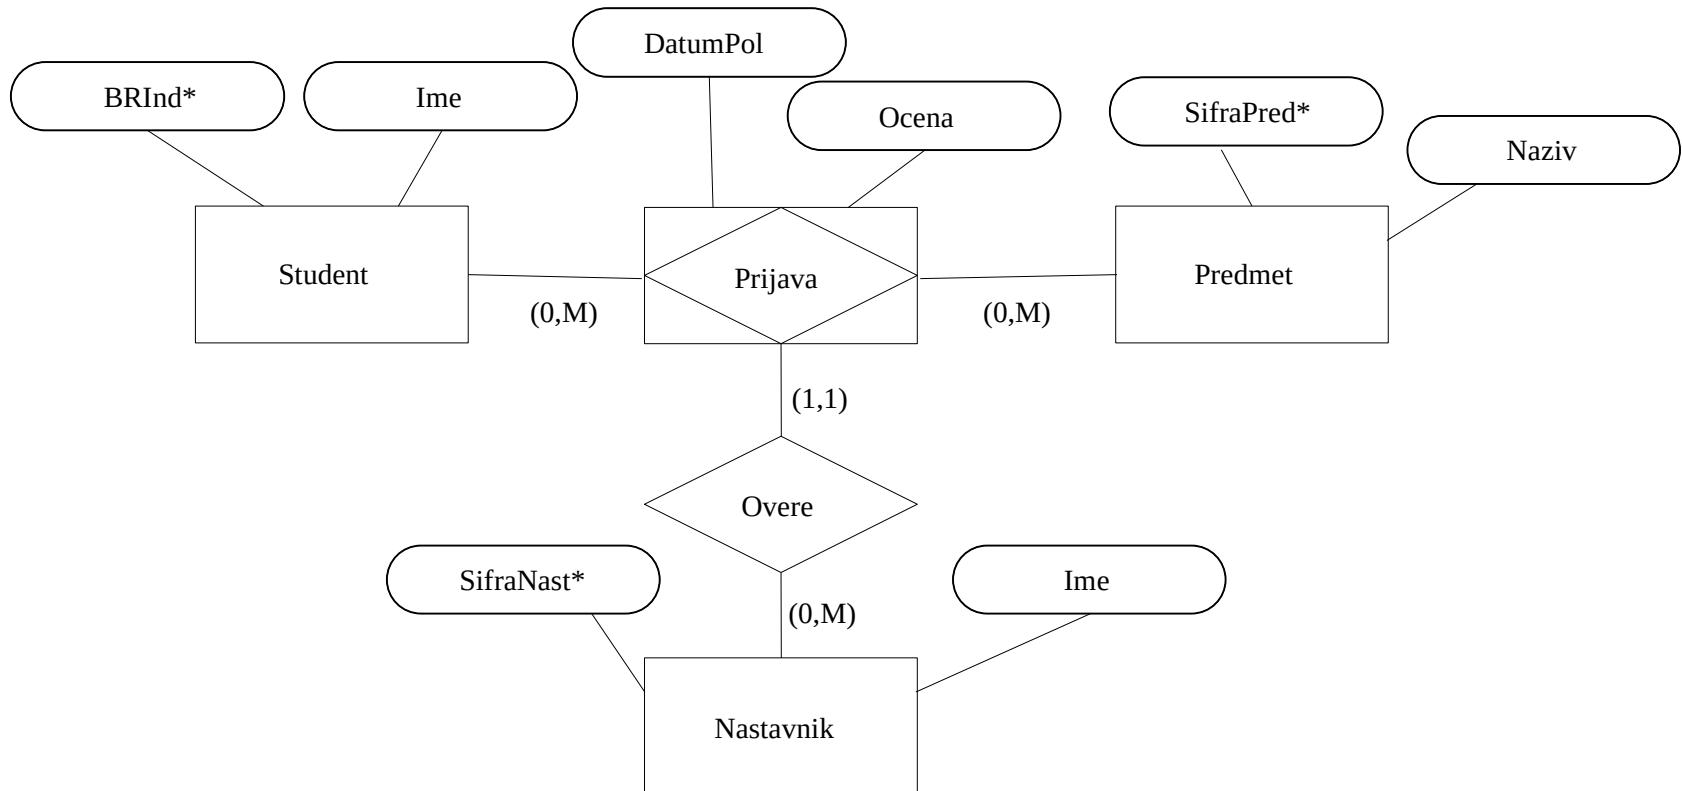 DatumPol
BRInd*
Ime
Ocena
SifraPred*
Naziv
Student
Prijava
Predmet
(0,M)
(0,M)
(1,1)
Overe
SifraNast*
Ime
(0,M)
Nastavnik